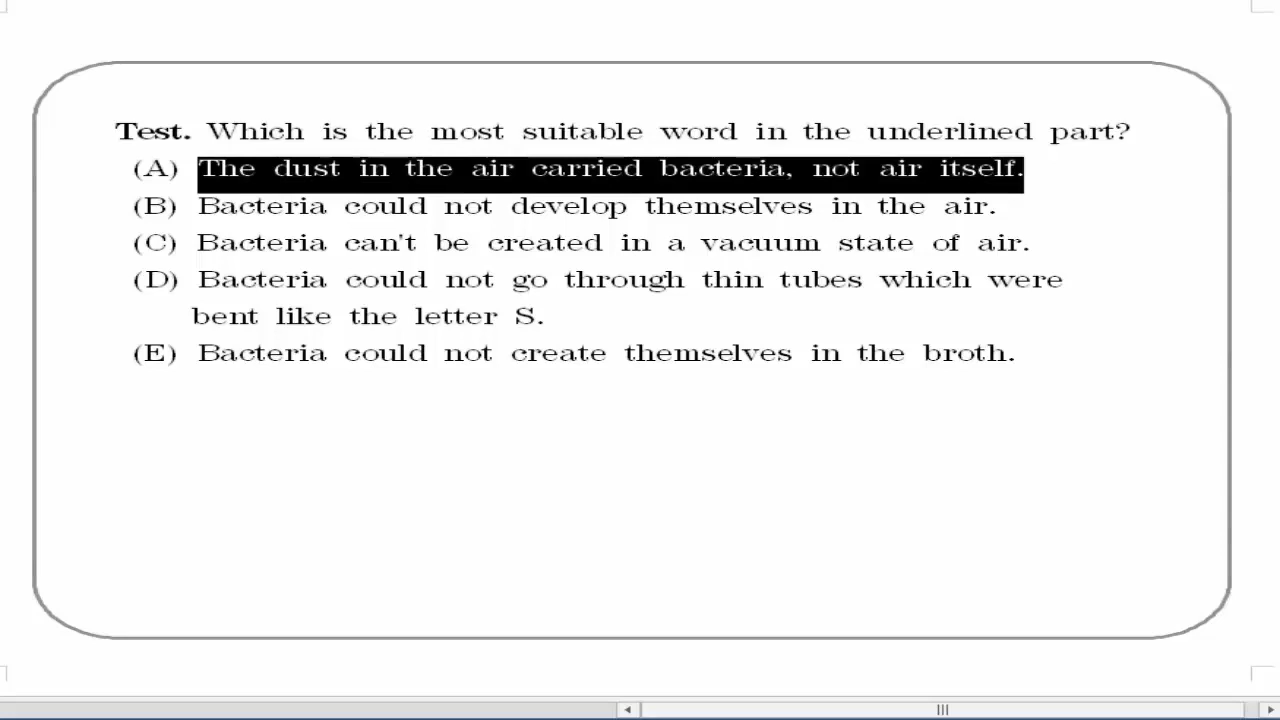 Test. Which is the most suitable word in the underlined part?
(A) The dust in the air carried bacteria, not air itself.
(B) Bacteria could not develop themselves in the air.
(C) Bacteria can't be created in a vacuum state of air.
(D) Bacteria could not go through thin tubes which were
bent like the letter S.
(E) Bacteria could not create themselves in the broth.